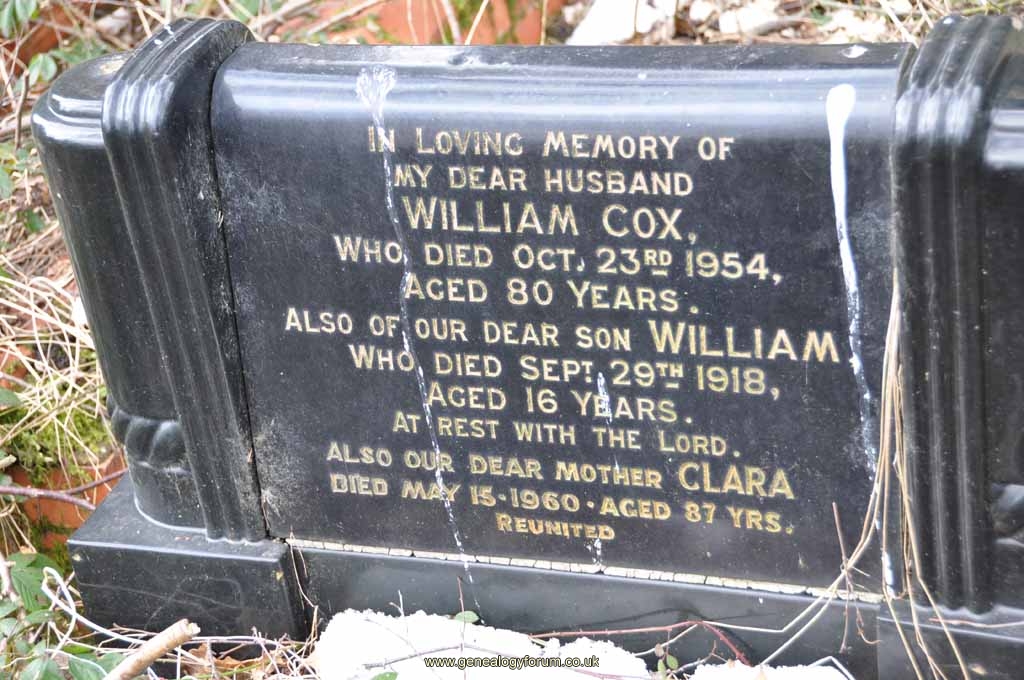 In Loving Memory of
my dear husband
William Cox,
Who died Oct. 23rd 1954,
Aged 80 Years.
Also of our dear son William
Who died Sept. 29th 1918,
Aged 16 Years.
At rest with the Lord.
Also our dear mother Clara
Died May 15·1960·Aged 87 yrs.
Reunited
www.genealogyforum.co.uk